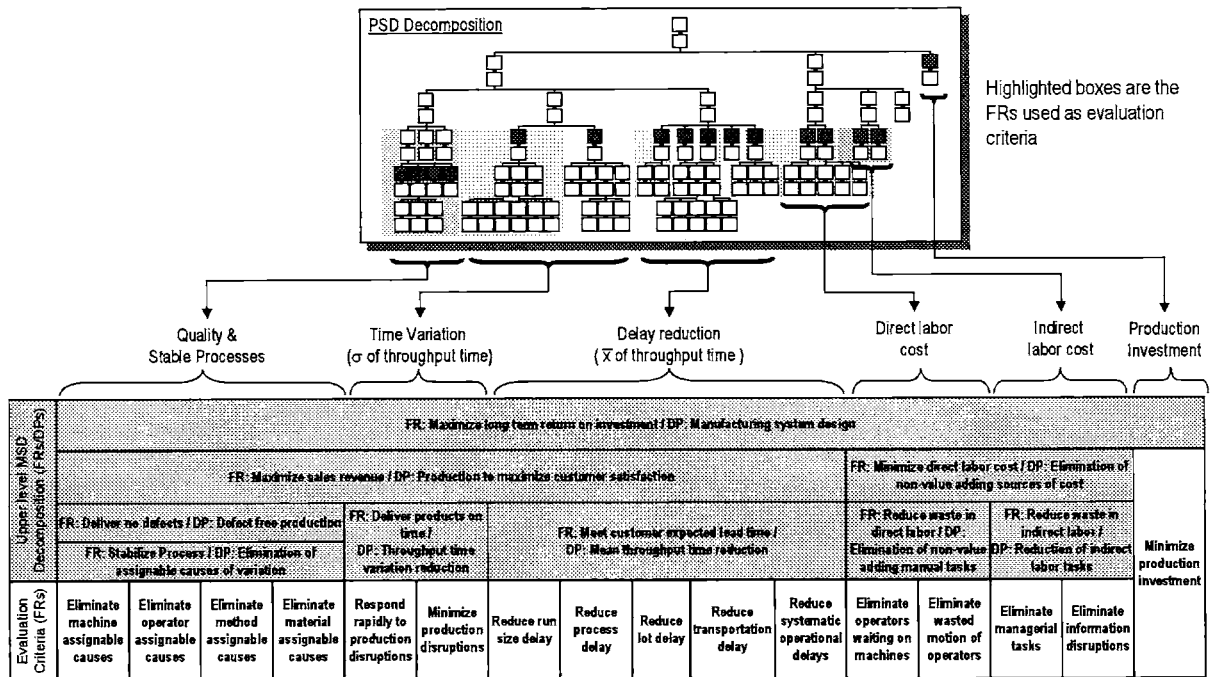 PSD Decomposition
Highlighted boxes are the
FRs used as evaluation
criteria
Quality &
Stable Processes
Time Variation
(σ of throughput time)
Delay reduction
( x̅ of throughput time )
Direct labor
cost
Indirect
labor cost
Production
Investment
Upper level MSD
Decomposition (FRs/DPs)
FR: Maximize long term return on investment / DP: Manufacturing system design
FR: Maximize sales revenue / DP: Production to maximize customer satisfaction
FR: Minimize direct labor cost / DP: Elimination of
non-value adding sources of cost
FR: Deliver no defects / DP: Defect free production
FR: Stabilize Process / DP: Elimination of
assignable causes of variation
FR: Deliver products on
time /
DP: Throughput time
variation reduction
FR: Meet customer expected lead time /
DP: Mean throughput time reduction
FR: Reduce waste in
direct labor / DP:
Elimination of non-value
adding manual tasks
FR: Reduce waste in
indirect labor /
DP: Reduction of indirect
labor tasks
Minimize
production
investment
Evaluation
Criteria (FRs)
Eliminate
machine
assignable
causes
Eliminate
operator
assignable
causes
Eliminate
method
assignable
causes
Eliminate
material
assignable
causes
Respond
rapidly to
production
disruptions
Minimize
production
disruptions
Reduce run
size delay
Reduce
process
delay
Reduce
lot delay
Reduce
transportation
delay
Reduce
systematic
operational
delays
Eliminate
operators
waiting on
machines
Eliminate
wasted
motion of
operators
Eliminate
managerial
tasks
Eliminate
information
disruptions